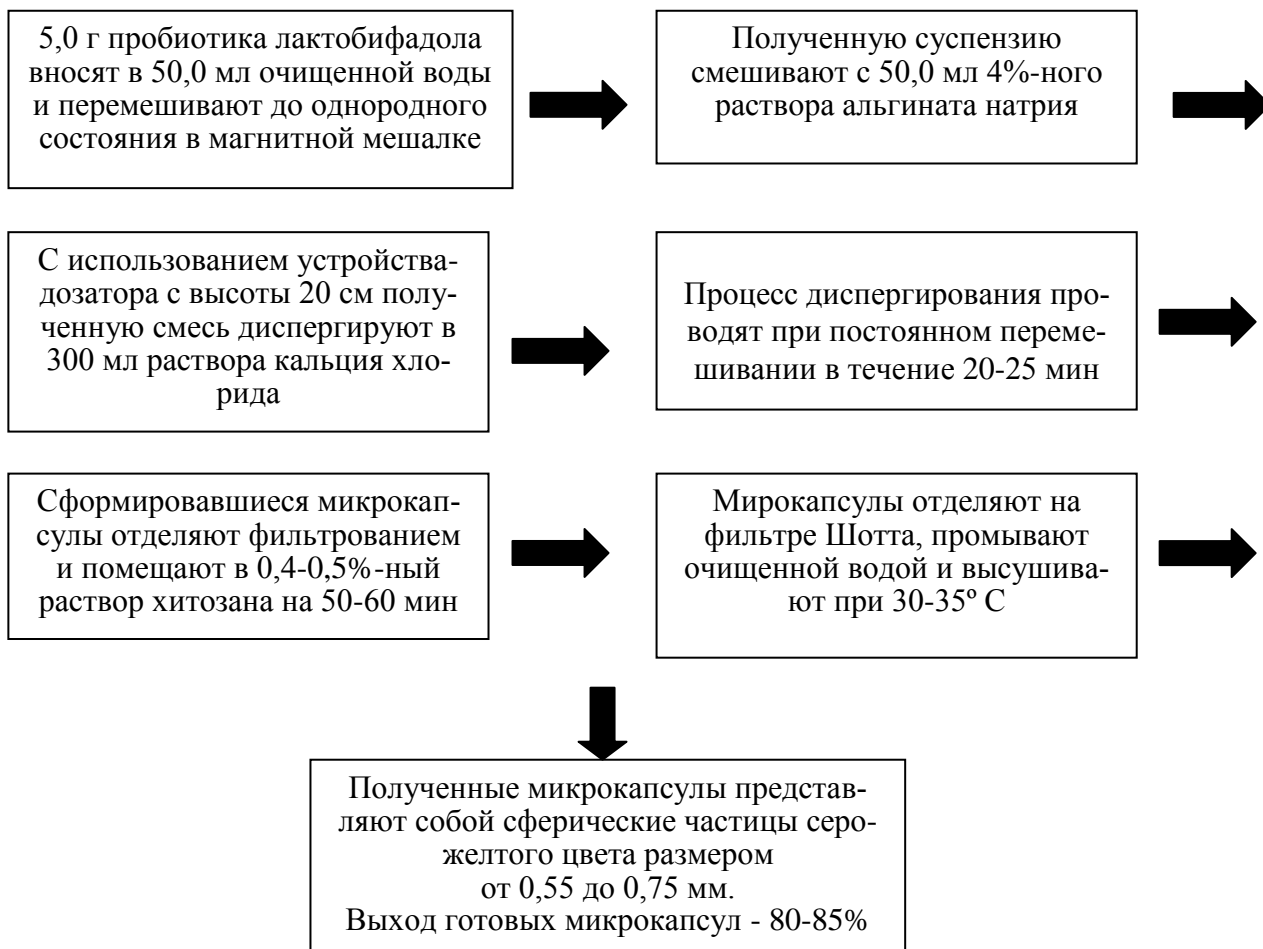 5,0 г пробиотика лактобифадола
вносят в 50,0 мл очищенной воды
и перемешивают до однородного
состояния в магнитной мешалке
Полученную суспензию
смешивают с 50,0 мл 4%-ного
раствора альгината натрия
С использованием устройства-
дозатора с высоты 20 см полу-
ченную смесь диспергируют в
300 мл раствора кальция хло-
рида
Процесс диспергирования про-
водят при постоянном переме-
шивании в течение 20-25 мин
Сформировавшиеся микрокап-
сулы отделяют фильтрованием
и помещают в 0,4-0,5%-ный
раствор хитозана на 50-60 мин
Мирокапсулы отделяют на
фильтре Шотта, промывают
очищенной водой и высушива-
ют при 30-35º С
Полученные микрокапсулы представ-
ляют собой сферические частицы серо-
желтого цвета размером
от 0,55 до 0,75 мм.
Выход готовых микрокапсул - 80-85%